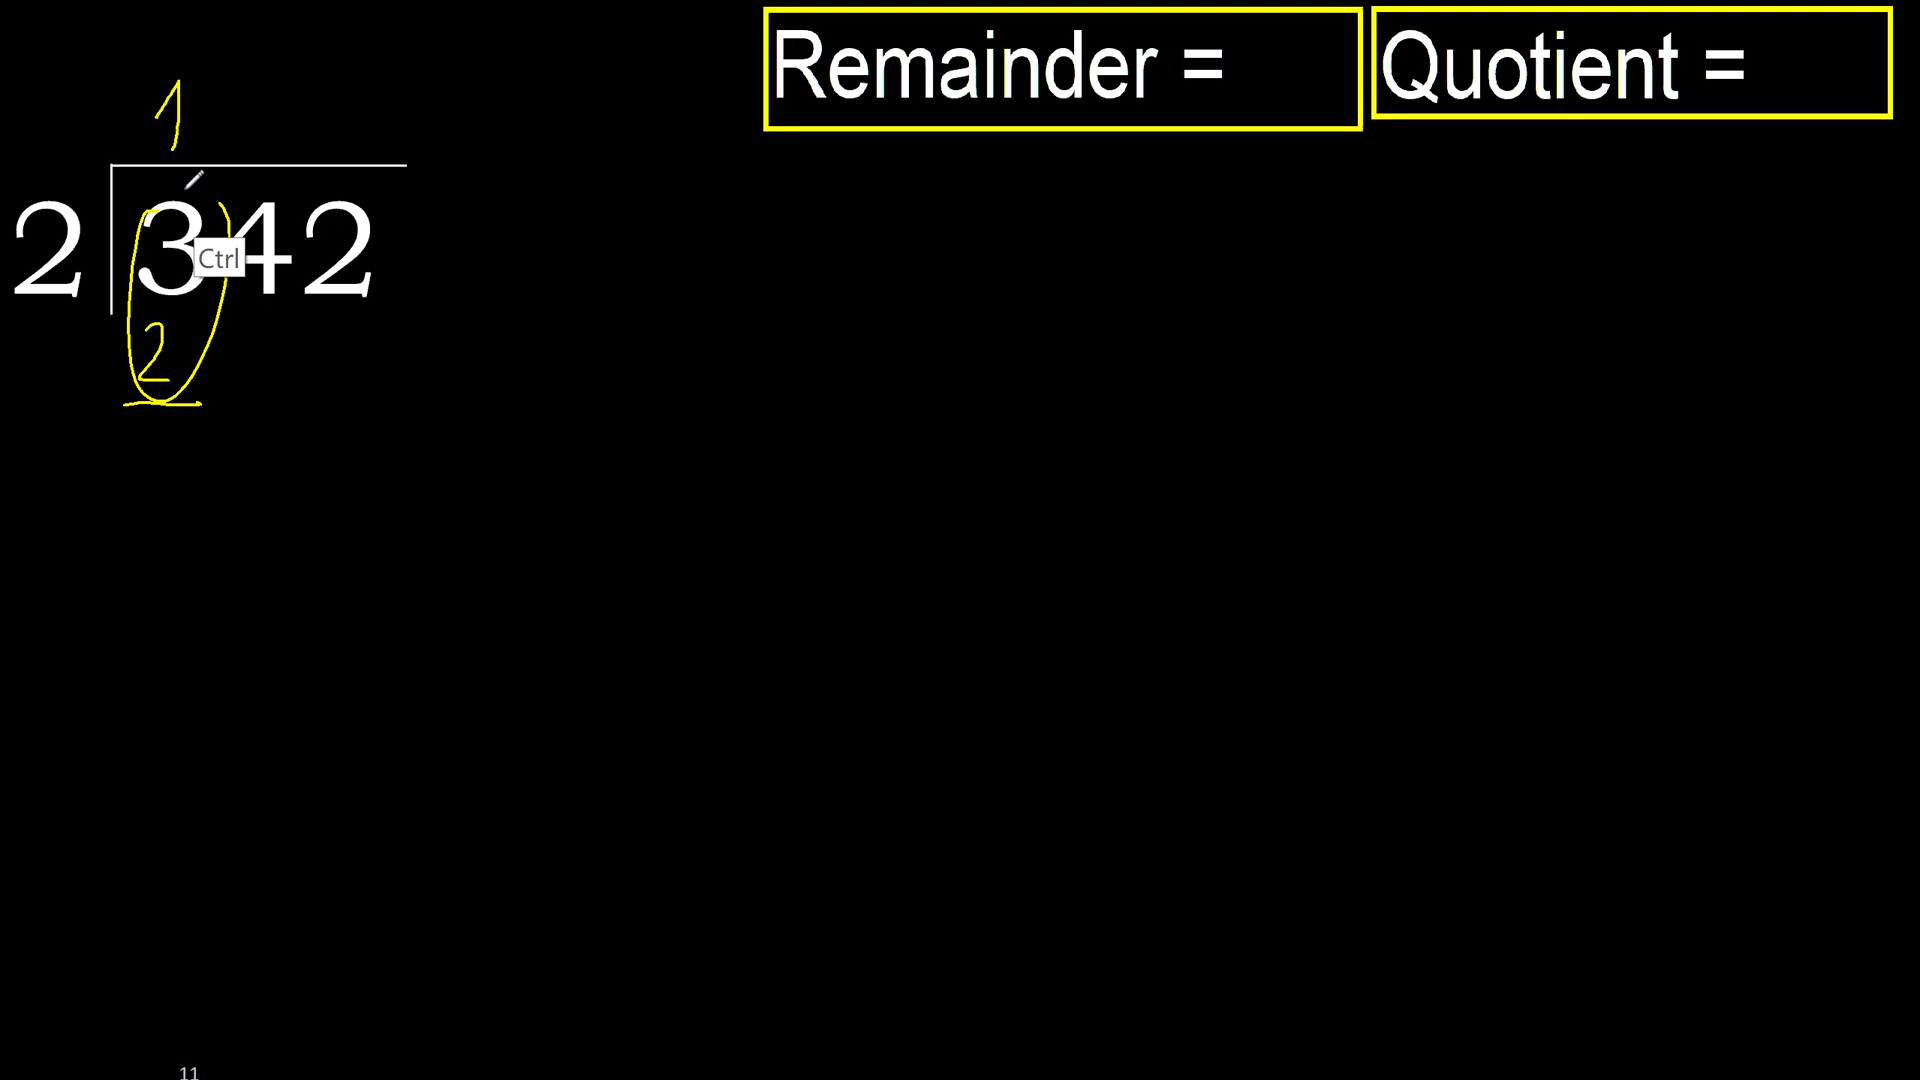 Remainder = Quotient =
1
2 342
Ctrl
2
11